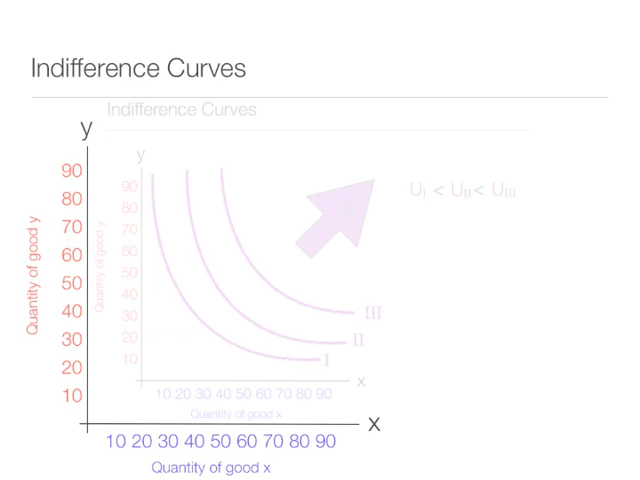 Indifference Curves
Indifference Curves
y
y
90
80
70
60
50
40
30
20
10
Quantity of good y
90
80
70
60
50
40
30
20
10
Quantity of good y
U_I < U_II < U_III
III
II
I
x
10 20 30 40 50 60 70 80 90
Quantity of good x
x
10 20 30 40 50 60 70 80 90
Quantity of good x